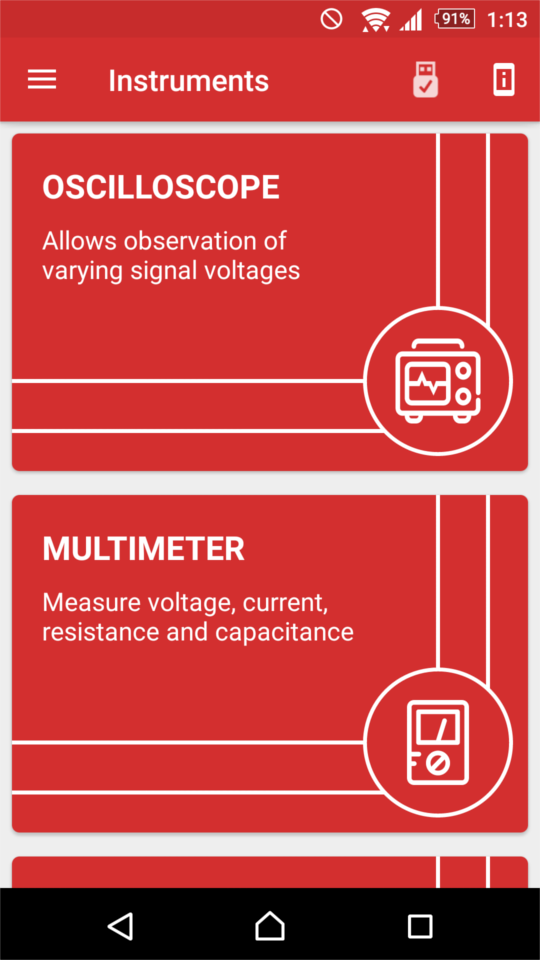 91% 1:13
Instruments
OSCILLOSCOPE
Allows observation of
varying signal voltages
MULTIMETER
Measure voltage, current,
resistance and capacitance